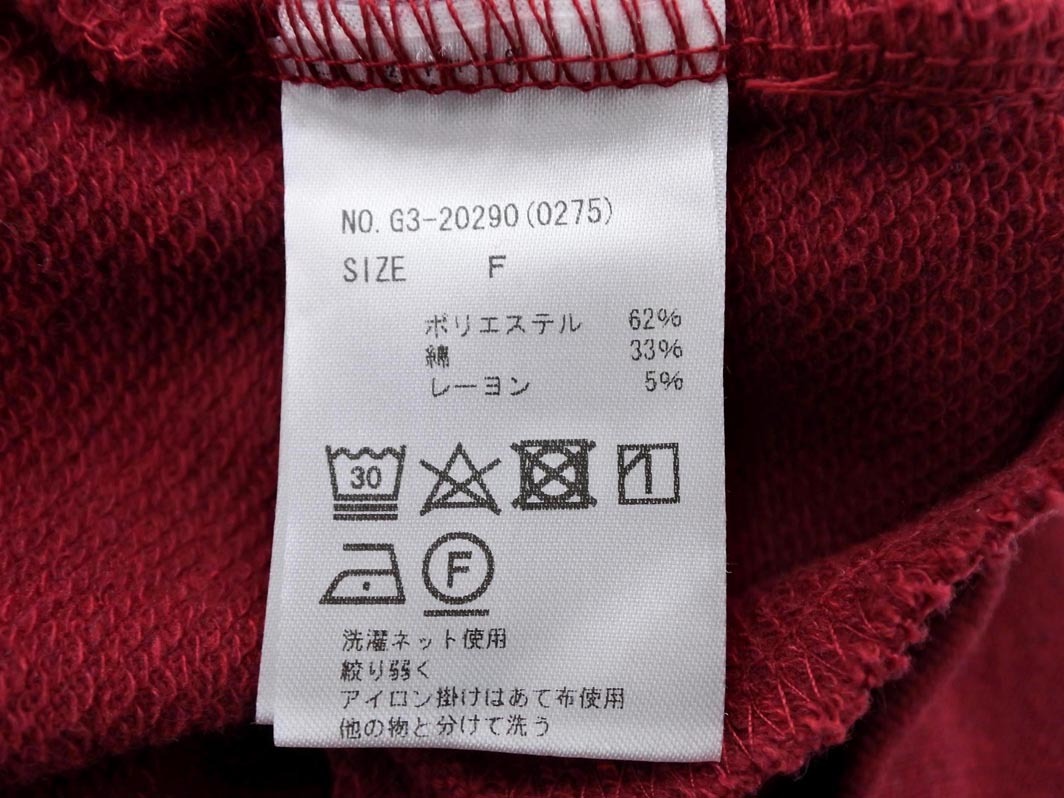 NO. G3-20290(0275)
SIZE F
ポリエステル 62%
綿 33%
レーヨン 5%
30
F
洗濯ネット使用
絞り弱く
アイロン掛けはあて布使用
他の物と分けて洗う